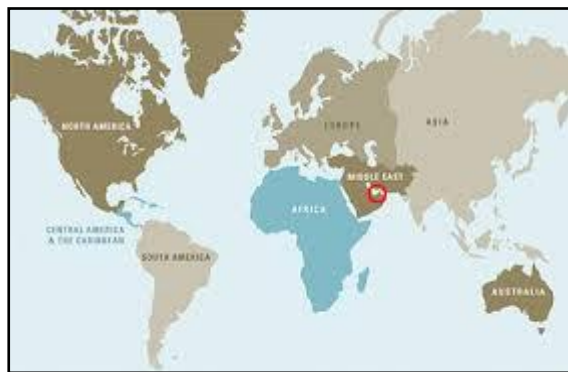 NORTH AMERICA
EUROPE
ASIA
MIDDLE EAST
AFRICA
CENTRAL AMERICA
& THE CARIBBEAN
SOUTH AMERICA
AUSTRALIA